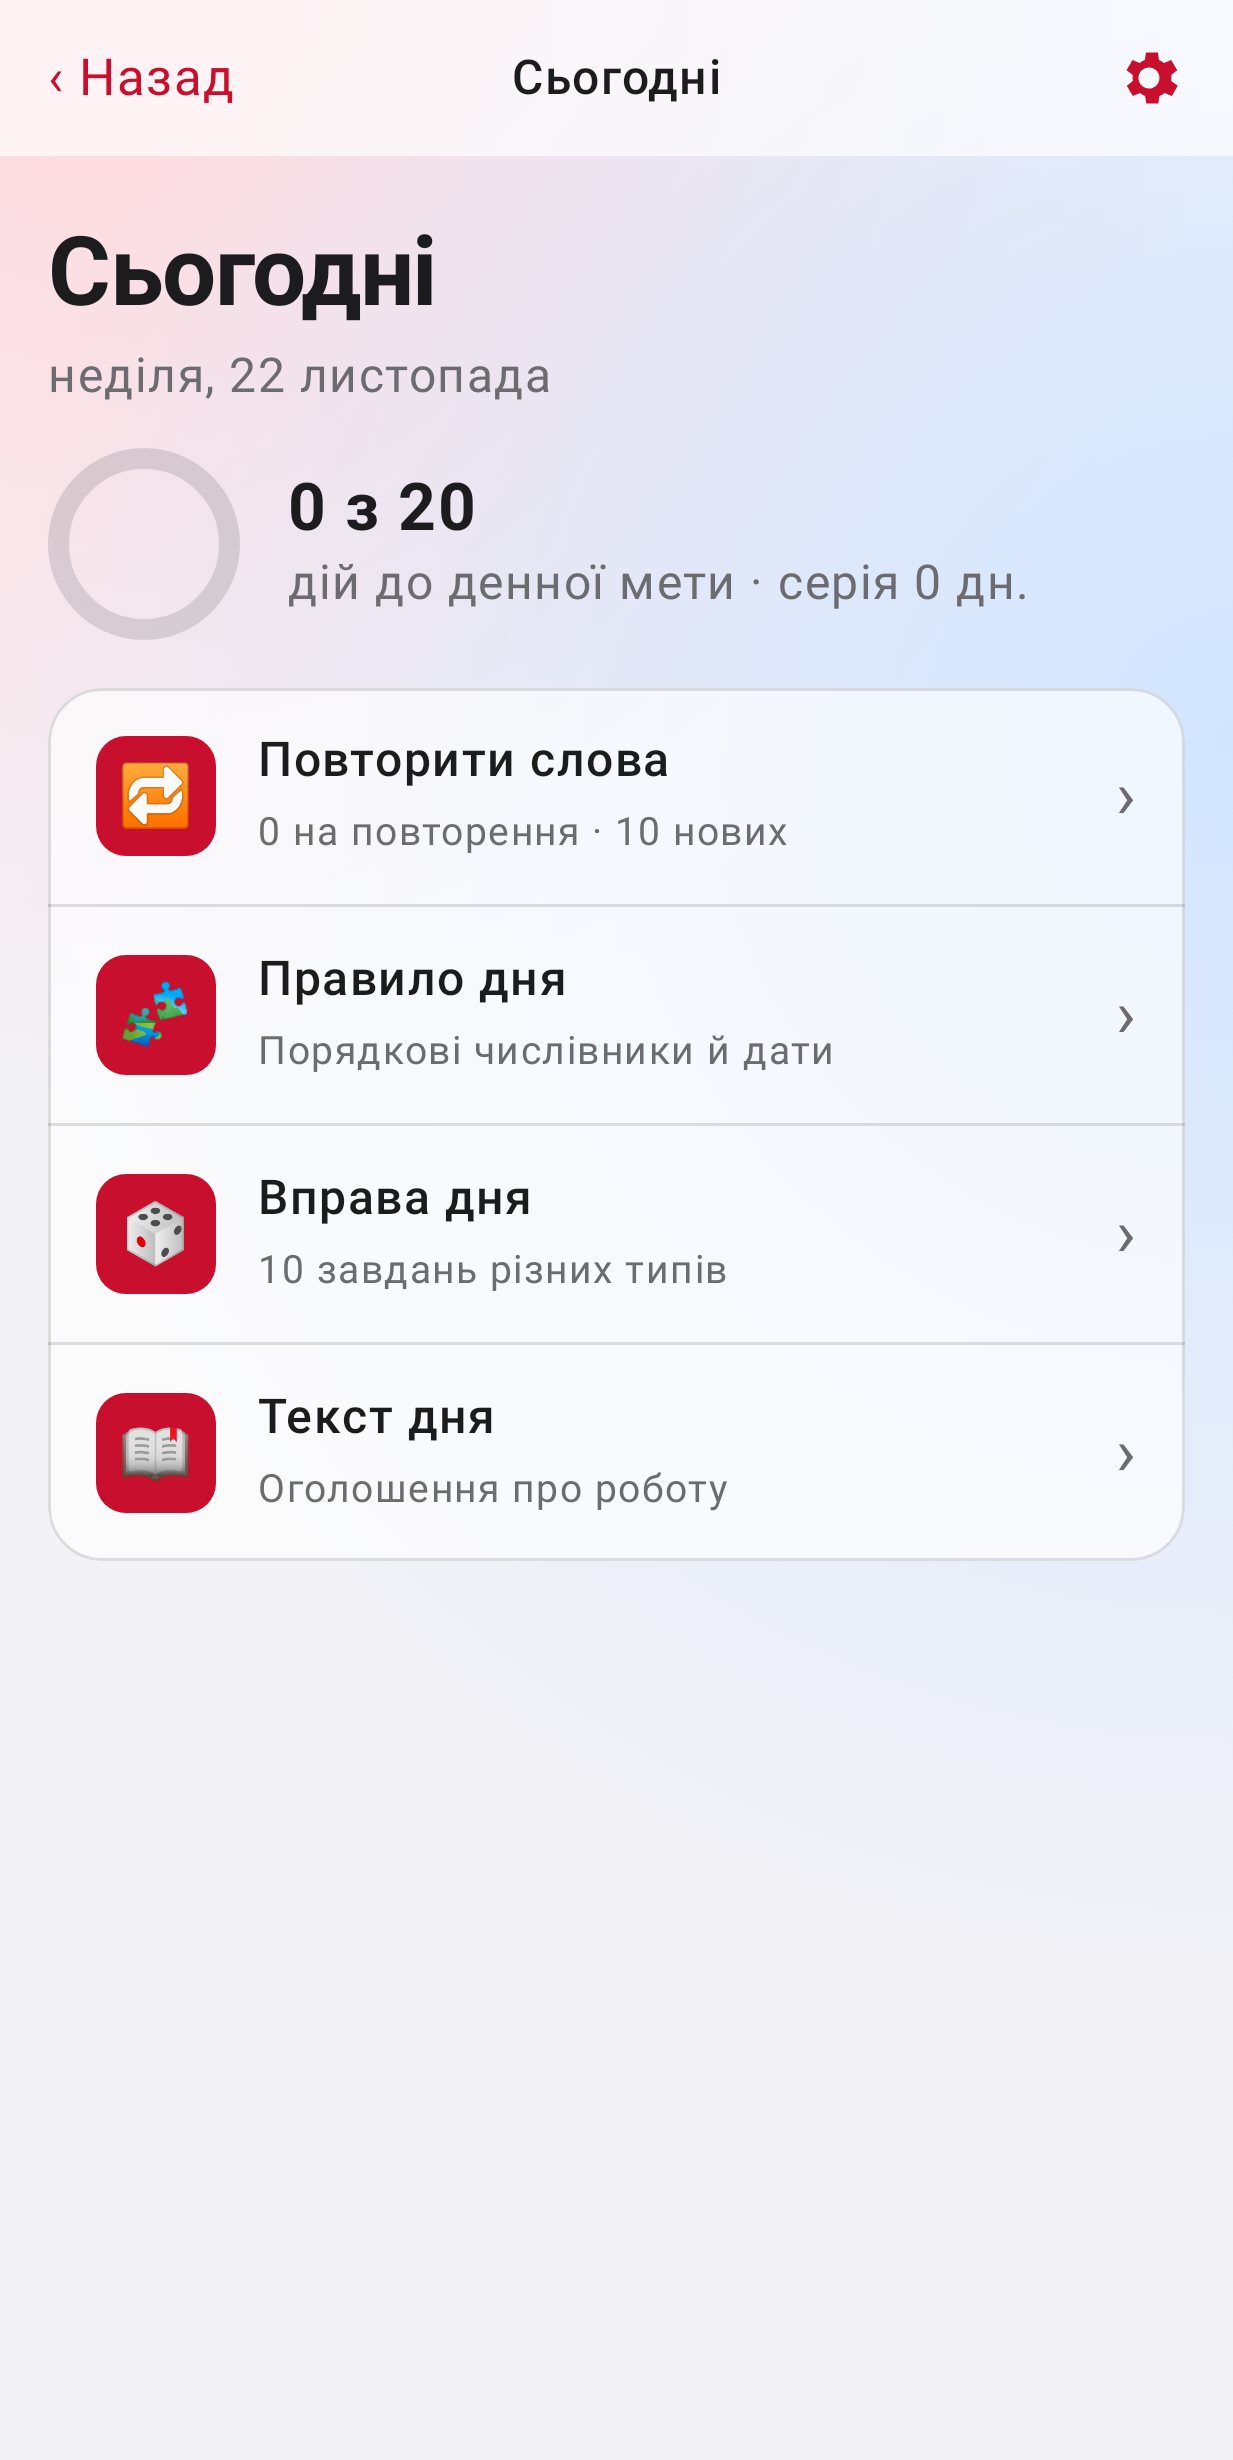 ‹ Назад
Сьогодні
Сьогодні
неділя, 22 листопада
0 з 20
дій до денної мети · серія 0 дн.
Повторити слова
0 на повторення · 10 нових
›
Правило дня
Порядкові числівники й дати
›
Вправа дня
10 завдань різних типів
›
Текст дня
Оголошення про роботу
›